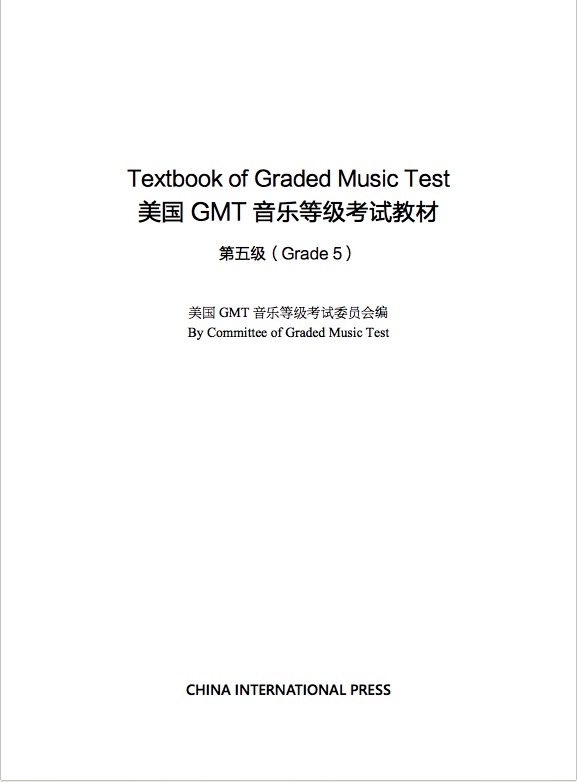 Textbook of Graded Music Test
美国 GMT 音乐等级考试教材
第五级（Grade 5）
美国 GMT 音乐等级考试委员会编
By Committee of Graded Music Test
CHINA INTERNATIONAL PRESS